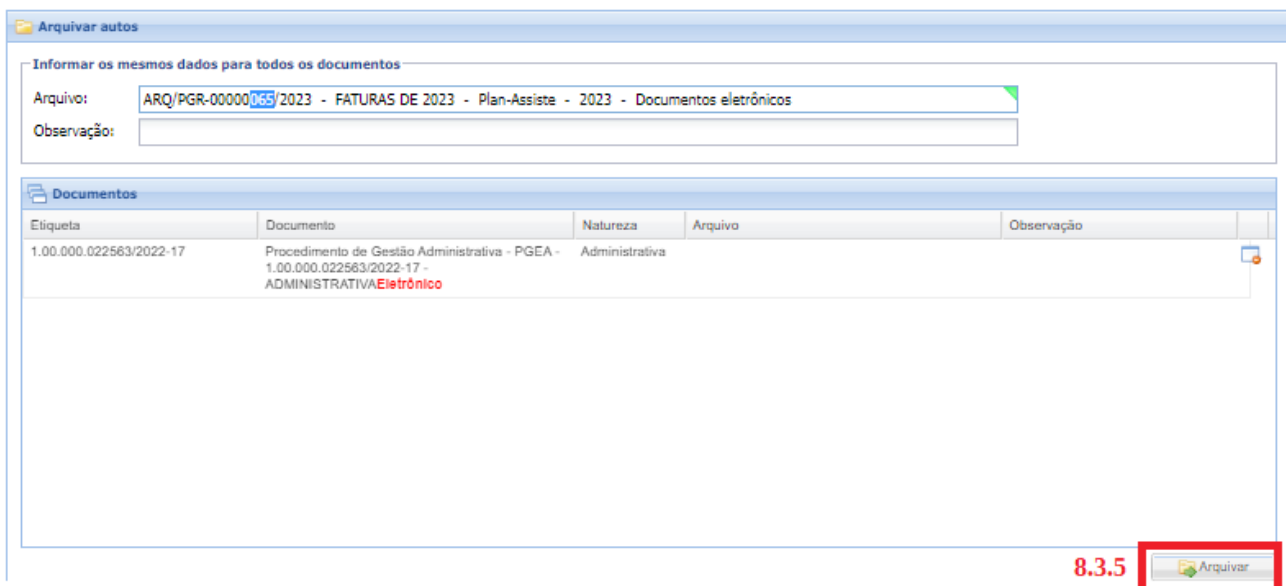 Arquivar autos
Informar os mesmos dados para todos os documentos
Arquivo: ARQ/PGR-00000065/2023 - FATURAS DE 2023 - Plan-Assiste - 2023 - Documentos eletrônicos
Observação:
Documentos
Etiqueta Documento Natureza Arquivo Observação
1.00.000.022563/2022-17 Procedimento de Gestão Administrativa - PGEA - Administrativa
1.00.000.022563/2022-17 -
ADMINISTRATIVAEletrônico
8.3.5 Arquivar